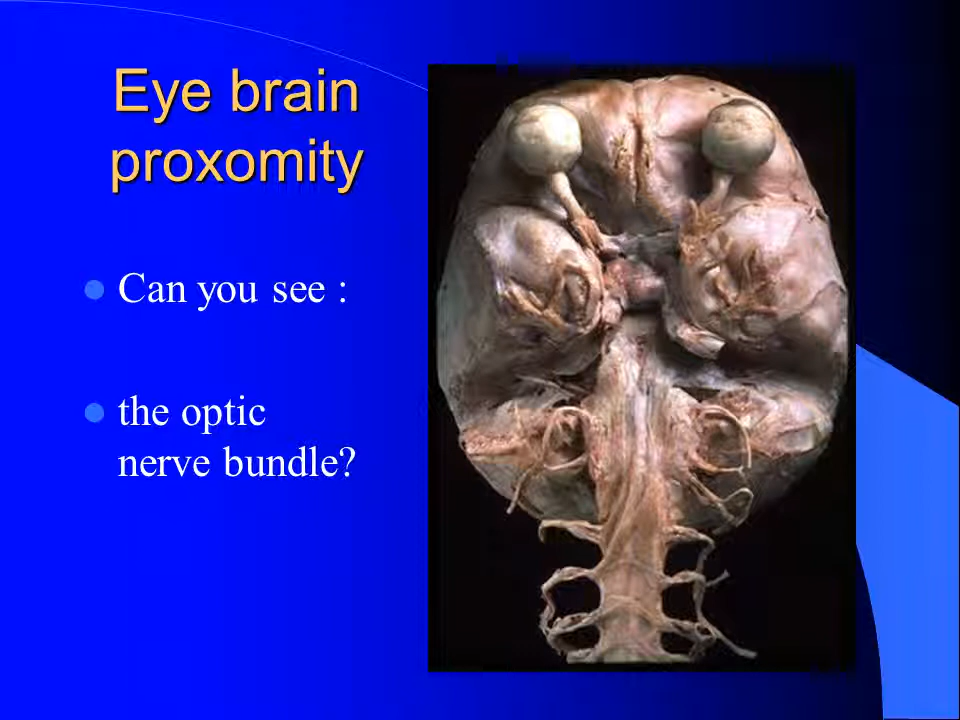 Eye brain
proxomity
Can you see :
the optic
nerve bundle?